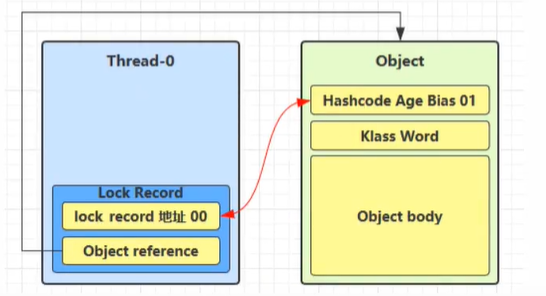 Thread-0
Lock Record
lock record 地址 00
Object reference
Object
Hashcode Age Bias 01
Klass Word
Object body